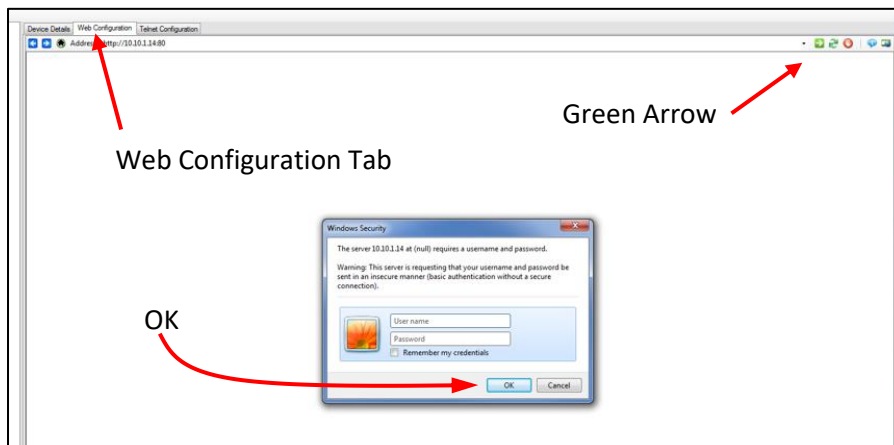 Device Details Web Configuration Telnet Configuration
Address http://10.10.1.14:80
Green Arrow
Web Configuration Tab
Windows Security
The server 10.10.1.14 at (null) requires a username and password.
Warning: This server is requesting that your username and password be
sent in an insecure manner (basic authentication without a secure
connection).
OK
User name
Password
Remember my credentials
OK Cancel